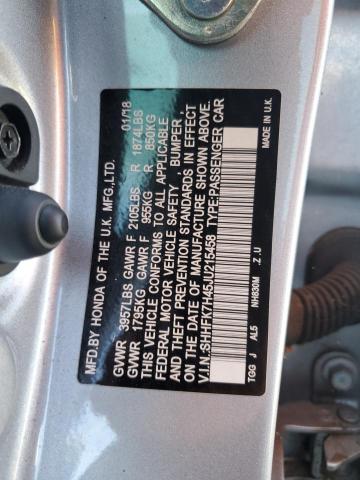 MFD.BY HONDA OF THE U.K. MFG.,LTD. 01/18
GVWR 3957LBS GAWR F 2105LBS R 1874LBS
GVWR 1795KG GAWR F 955KG R 850KG
THIS VEHICLE CONFORMS TO ALL APPLICABLE
FEDERAL MOTOR VEHICLE SAFETY , BUMPER,
AND THEFT PREVENTION STANDARDS IN EFFECT
ON THE DATE OF MANUFACTURE SHOWN ABOVE.
V.I.N.:SHHFK7H45JU215458 TYPE:PASSENGER CAR
NH830M .Z.U MADE IN U.K.
TGG J AL5